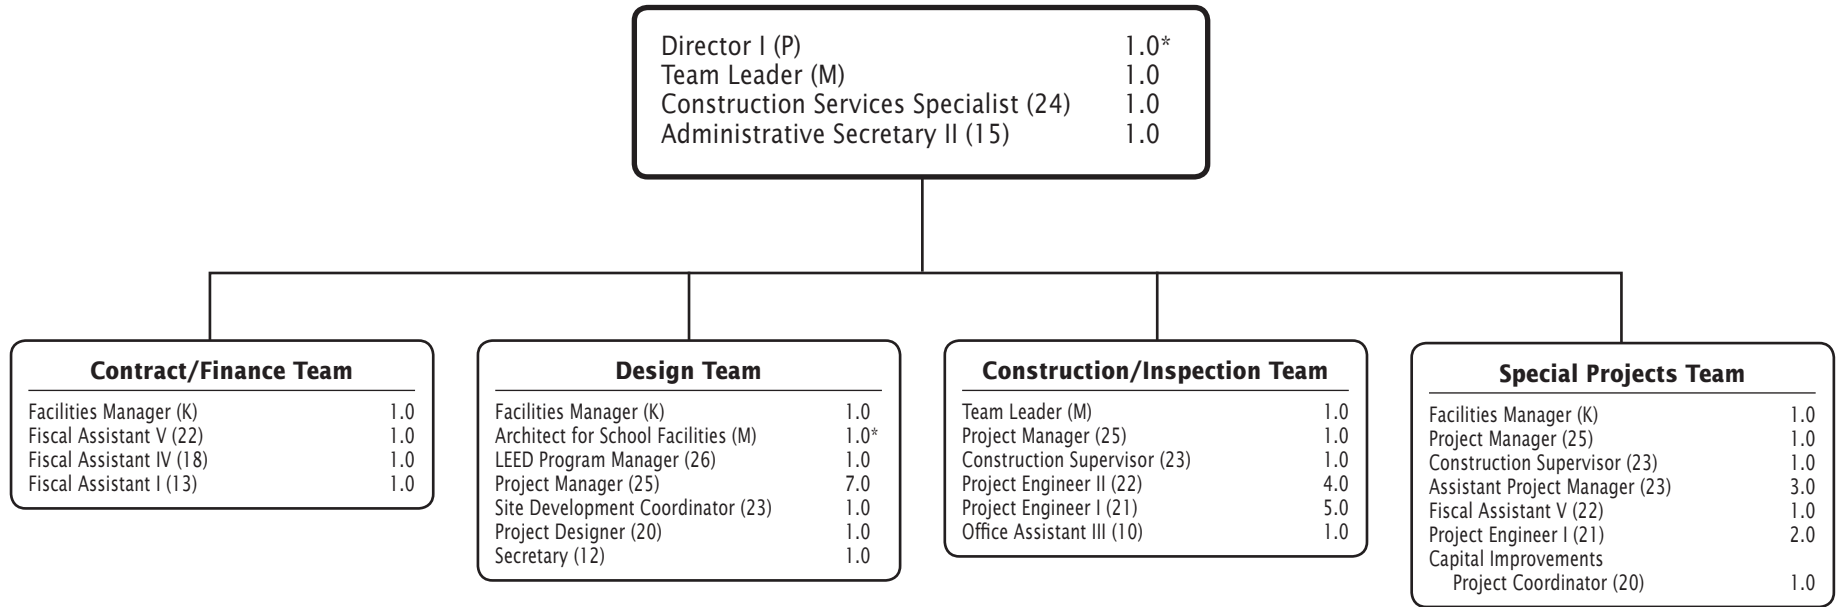 Director I (P) 1.0*
Team Leader (M) 1.0
Construction Services Specialist (24) 1.0
Administrative Secretary II (15) 1.0
Contract/Finance Team
Facilities Manager (K) 1.0
Fiscal Assistant V (22) 1.0
Fiscal Assistant IV (18) 1.0
Fiscal Assistant I (13) 1.0
Design Team
Facilities Manager (K) 1.0
Architect for School Facilities (M) 1.0*
LEED Program Manager (26) 1.0
Project Manager (25) 7.0
Site Development Coordinator (23) 1.0
Project Designer (20) 1.0
Secretary (12) 1.0
Construction/Inspection Team
Team Leader (M) 1.0
Project Manager (25) 1.0
Construction Supervisor (23) 1.0
Project Engineer II (22) 4.0
Project Engineer I (21) 5.0
Office Assistant III (10) 1.0
Special Projects Team
Facilities Manager (K) 1.0
Project Manager (25) 1.0
Construction Supervisor (23) 1.0
Assistant Project Manager (23) 3.0
Fiscal Assistant V (22) 1.0
Project Engineer I (21) 2.0
Capital Improvements
Project Coordinator (20) 1.0